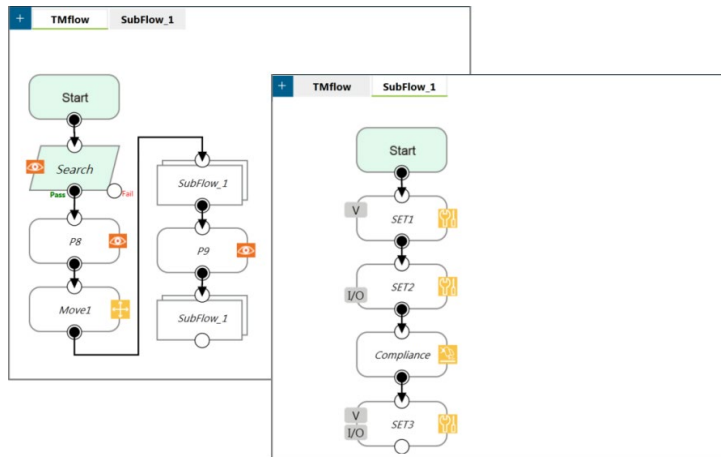 + TMflow SubFlow_1
Start
Search
Pass
Fail
P8
Move1
SubFlow_1
P9
SubFlow_1
+ TMflow SubFlow_1
Start
V
SET1
I/O
SET2
Compliance
V
I/O
SET3